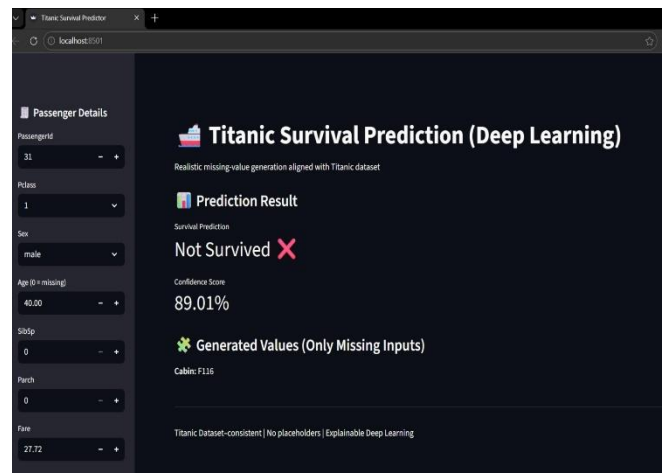 Titanic Survival Predictor
localhost:8501
Passenger Details
PassengerId
31
Pclass
1
Sex
male
Age (0 = missing)
40.00
SibSp
0
Parch
0
Fare
27.72
Titanic Survival Prediction (Deep Learning)
Realistic missing-value generation aligned with Titanic dataset
Prediction Result
Survival Prediction
Not Survived ❌
Confidence Score
89.01%
Generated Values (Only Missing Inputs)
Cabin: F116
Titanic Dataset–consistent | No placeholders | Explainable Deep Learning